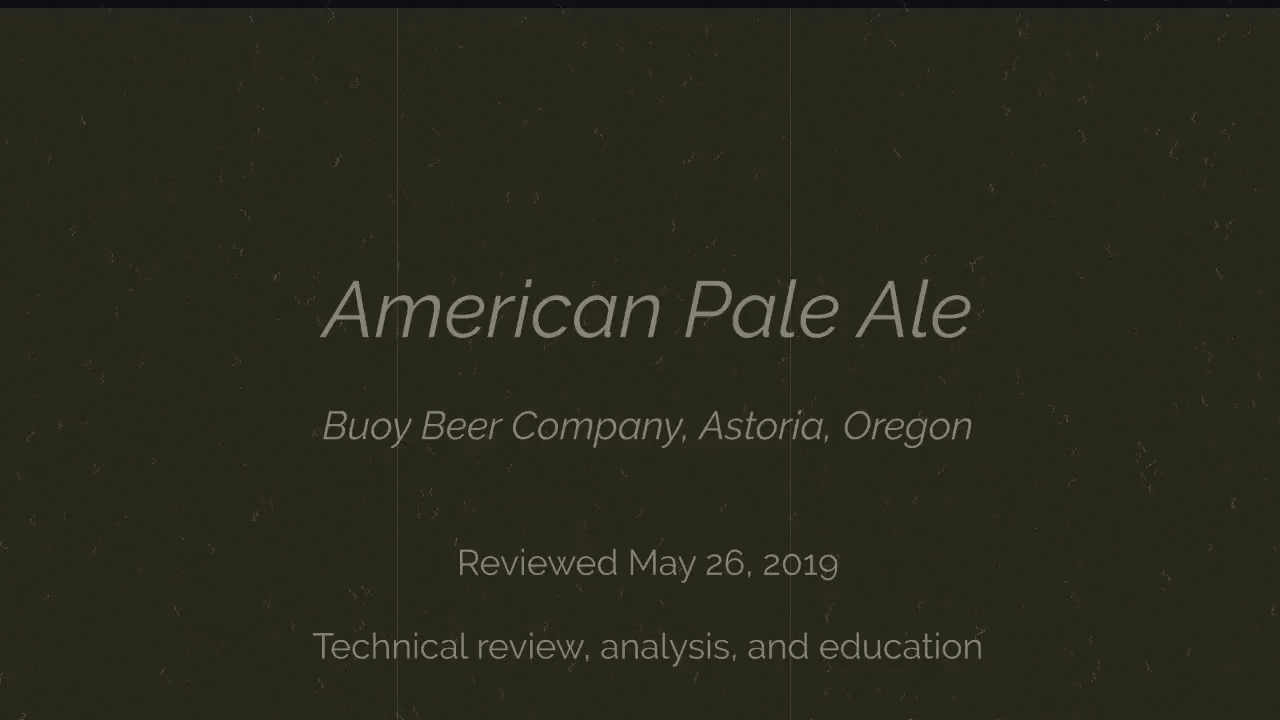 American Pale Ale
Buoy Beer Company, Astoria, Oregon
Reviewed May 26, 2019
Technical review, analysis, and education